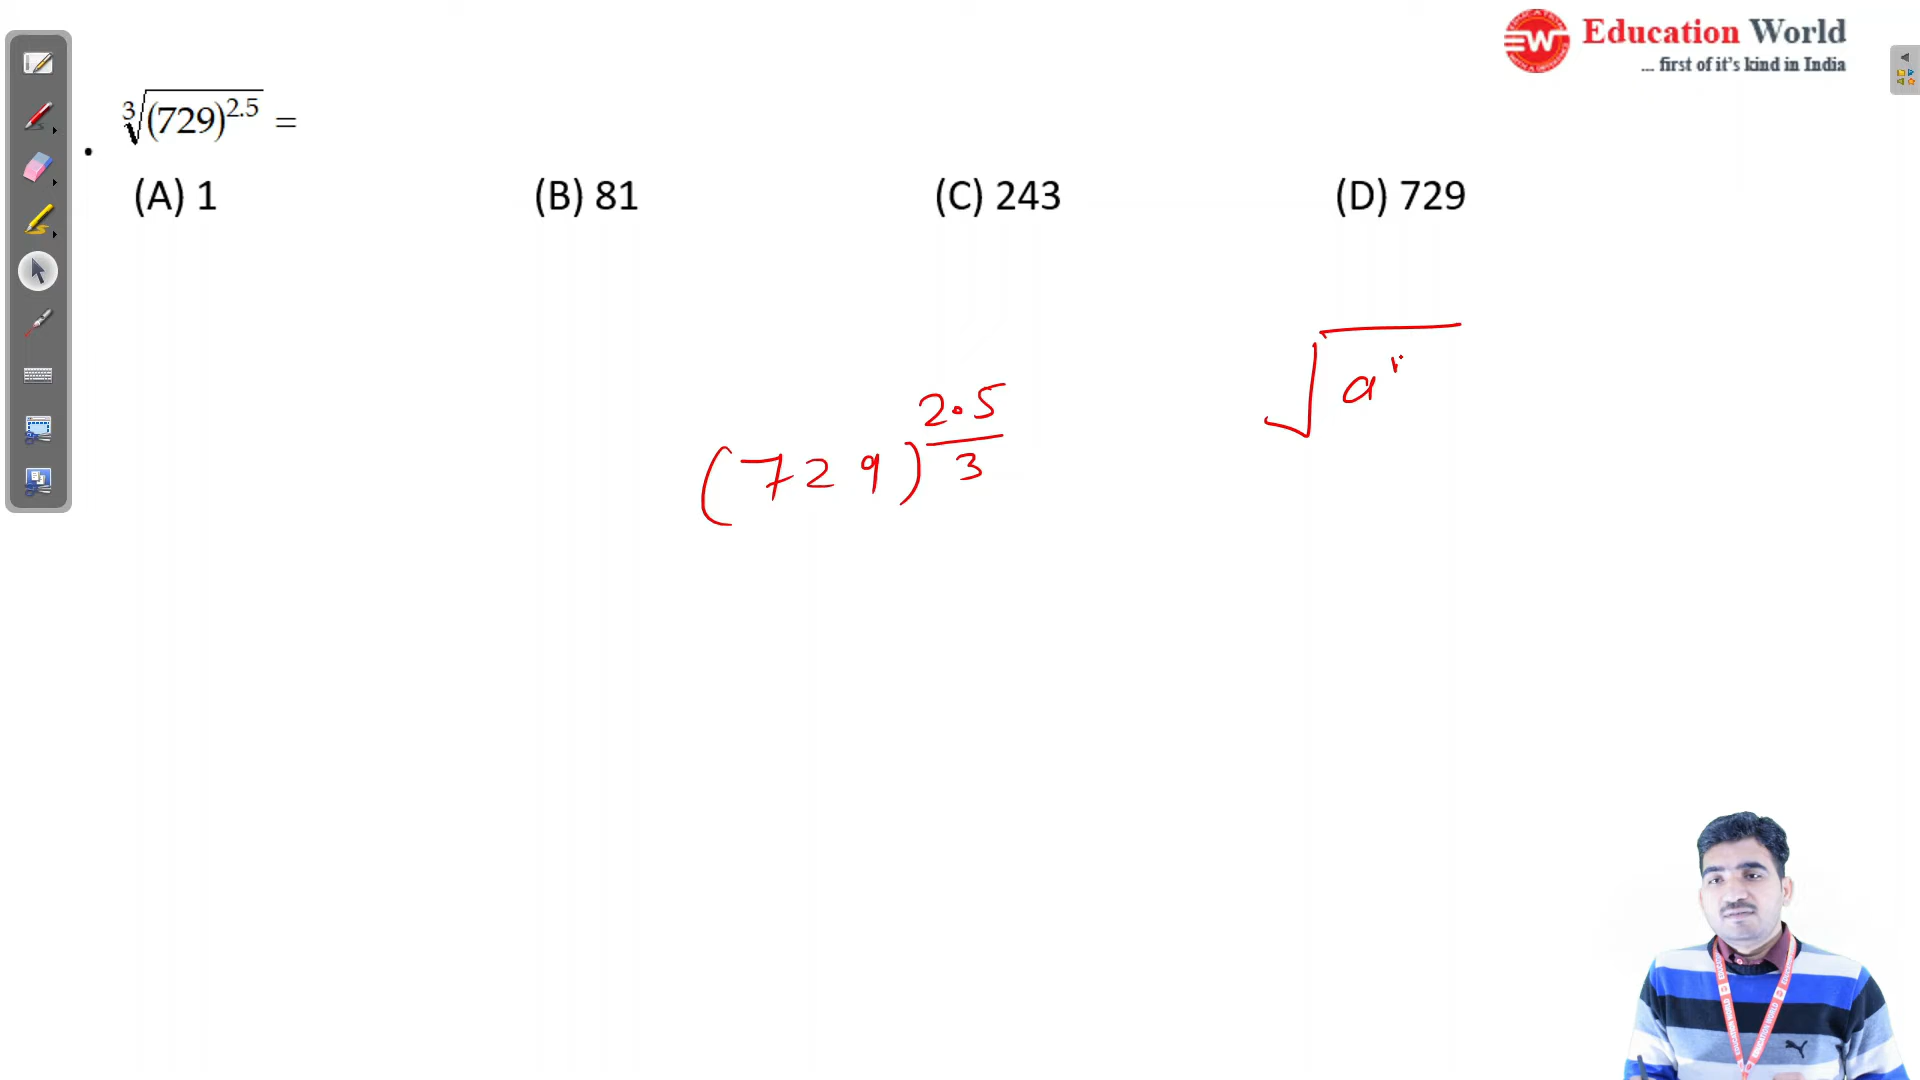 Education World
... first of it's kind in India
∛(729)^2.5 =
(A) 1 (B) 81 (C) 243 (D) 729
(729)^(2.5/3)
√a